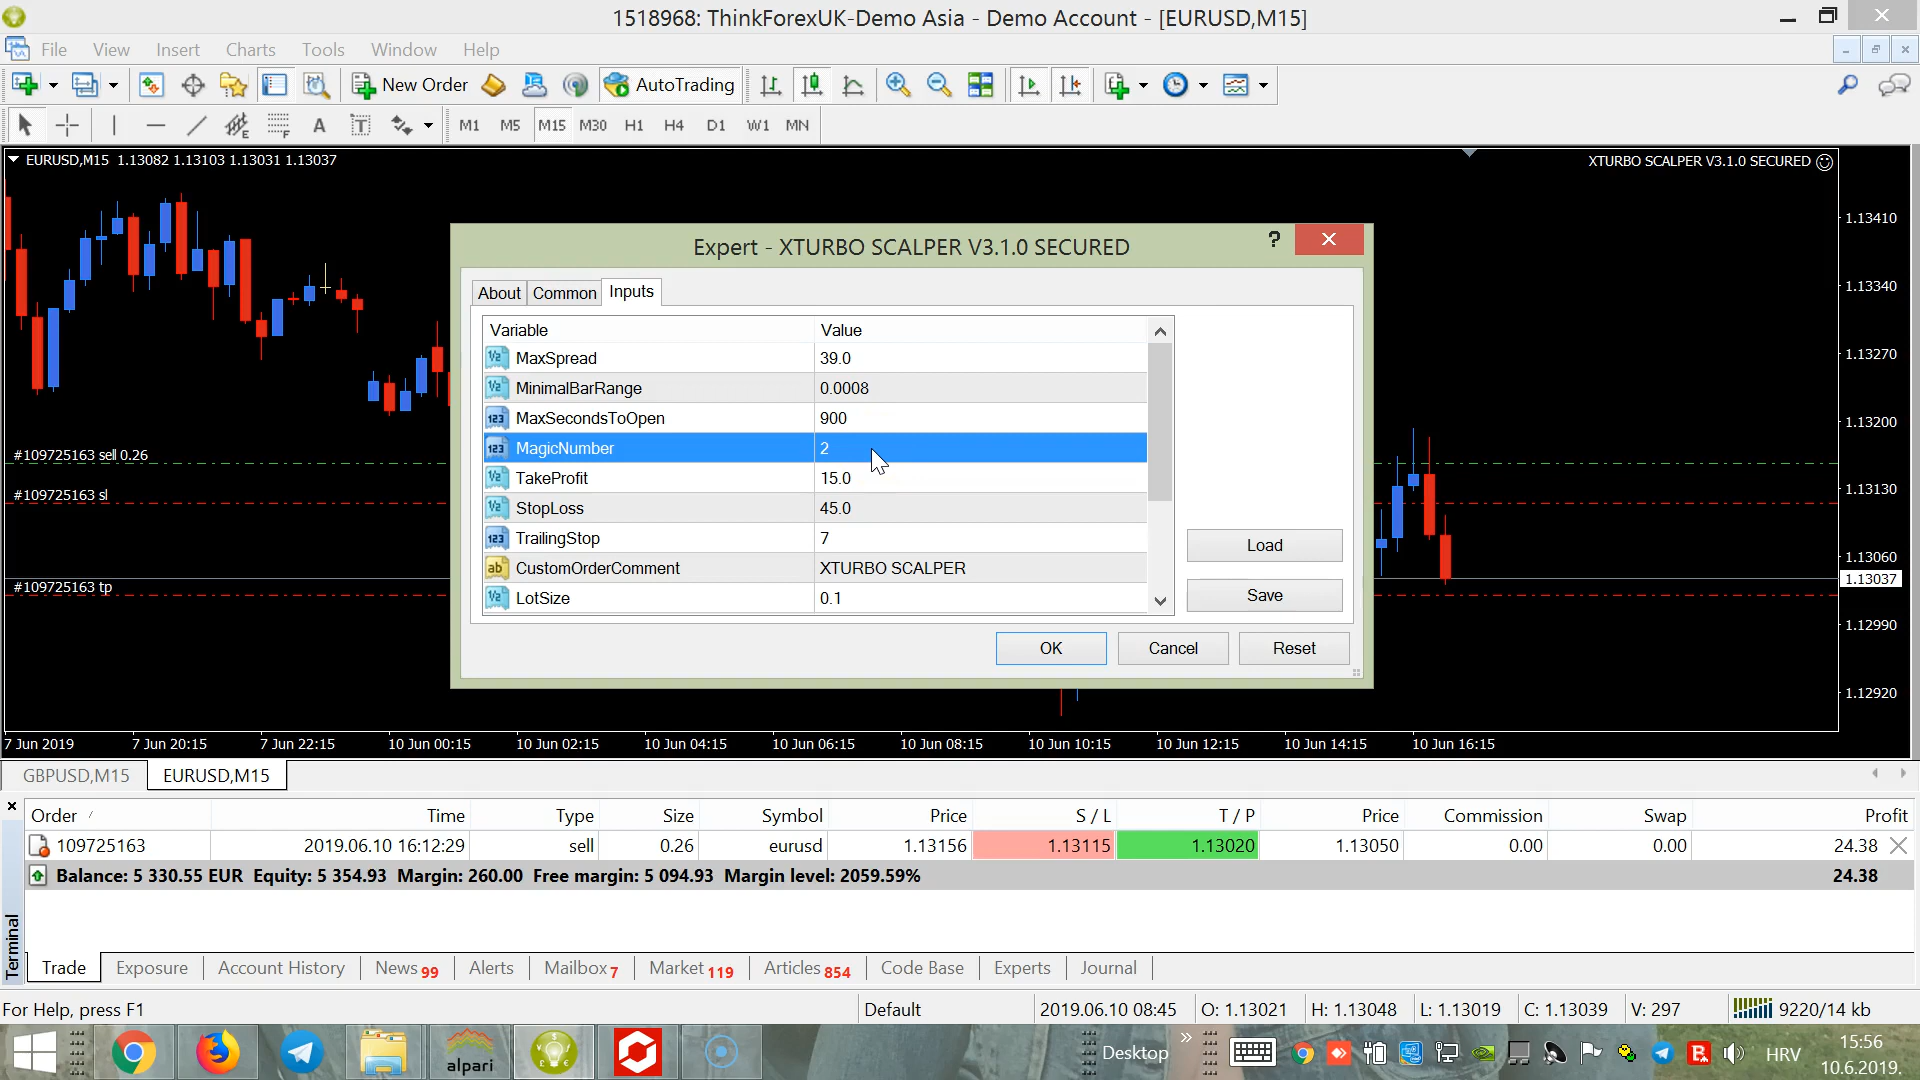 1518968: ThinkForexUK-Demo Asia - Demo Account - [EURUSD,M15]
File View Insert Charts Tools Window Help
New Order AutoTrading
A T M1 M5 M15 M30 H1 H4 D1 W1 MN
EURUSD,M15 1.13082 1.13103 1.13031 1.13037
XTURBO SCALPER V3.1.0 SECURED
1.13410
1.13340
1.13270
1.13200
1.13130
1.13060
1.13037
1.12990
1.12920
#109725163 sell 0.26
#109725163 sl
#109725163 tp
Expert - XTURBO SCALPER V3.1.0 SECURED
?
About Common Inputs
Variable Value
MaxSpread 39.0
MinimalBarRange 0.0008
MaxSecondsToOpen 900
MagicNumber 2
TakeProfit 15.0
StopLoss 45.0
TrailingStop 7
CustomOrderComment XTURBO SCALPER
LotSize 0.1
Load
Save
OK Cancel Reset
7 Jun 2019 7 Jun 20:15 7 Jun 22:15 10 Jun 00:15 10 Jun 02:15 10 Jun 04:15 10 Jun 06:15 10 Jun 08:15 10 Jun 10:15 10 Jun 12:15 10 Jun 14:15 10 Jun 16:15
GBPUSD,M15 EURUSD,M15
Order / Time Type Size Symbol Price S / L T / P Price Commission Swap Profit
109725163 2019.06.10 16:12:29 sell 0.26 eurusd 1.13156 1.13115 1.13020 1.13050 0.00 0.00 24.38
Balance: 5 330.55 EUR Equity: 5 354.93 Margin: 260.00 Free margin: 5 094.93 Margin level: 2059.59% 24.38
Terminal
Trade Exposure Account History News 99 Alerts Mailbox 7 Market 119 Articles 854 Code Base Experts Journal
For Help, press F1 Default 2019.06.10 08:45 O: 1.13021 H: 1.13048 L: 1.13019 C: 1.13039 V: 297 9220/14 kb
alpari Desktop HRV 15:56
10.6.2019.